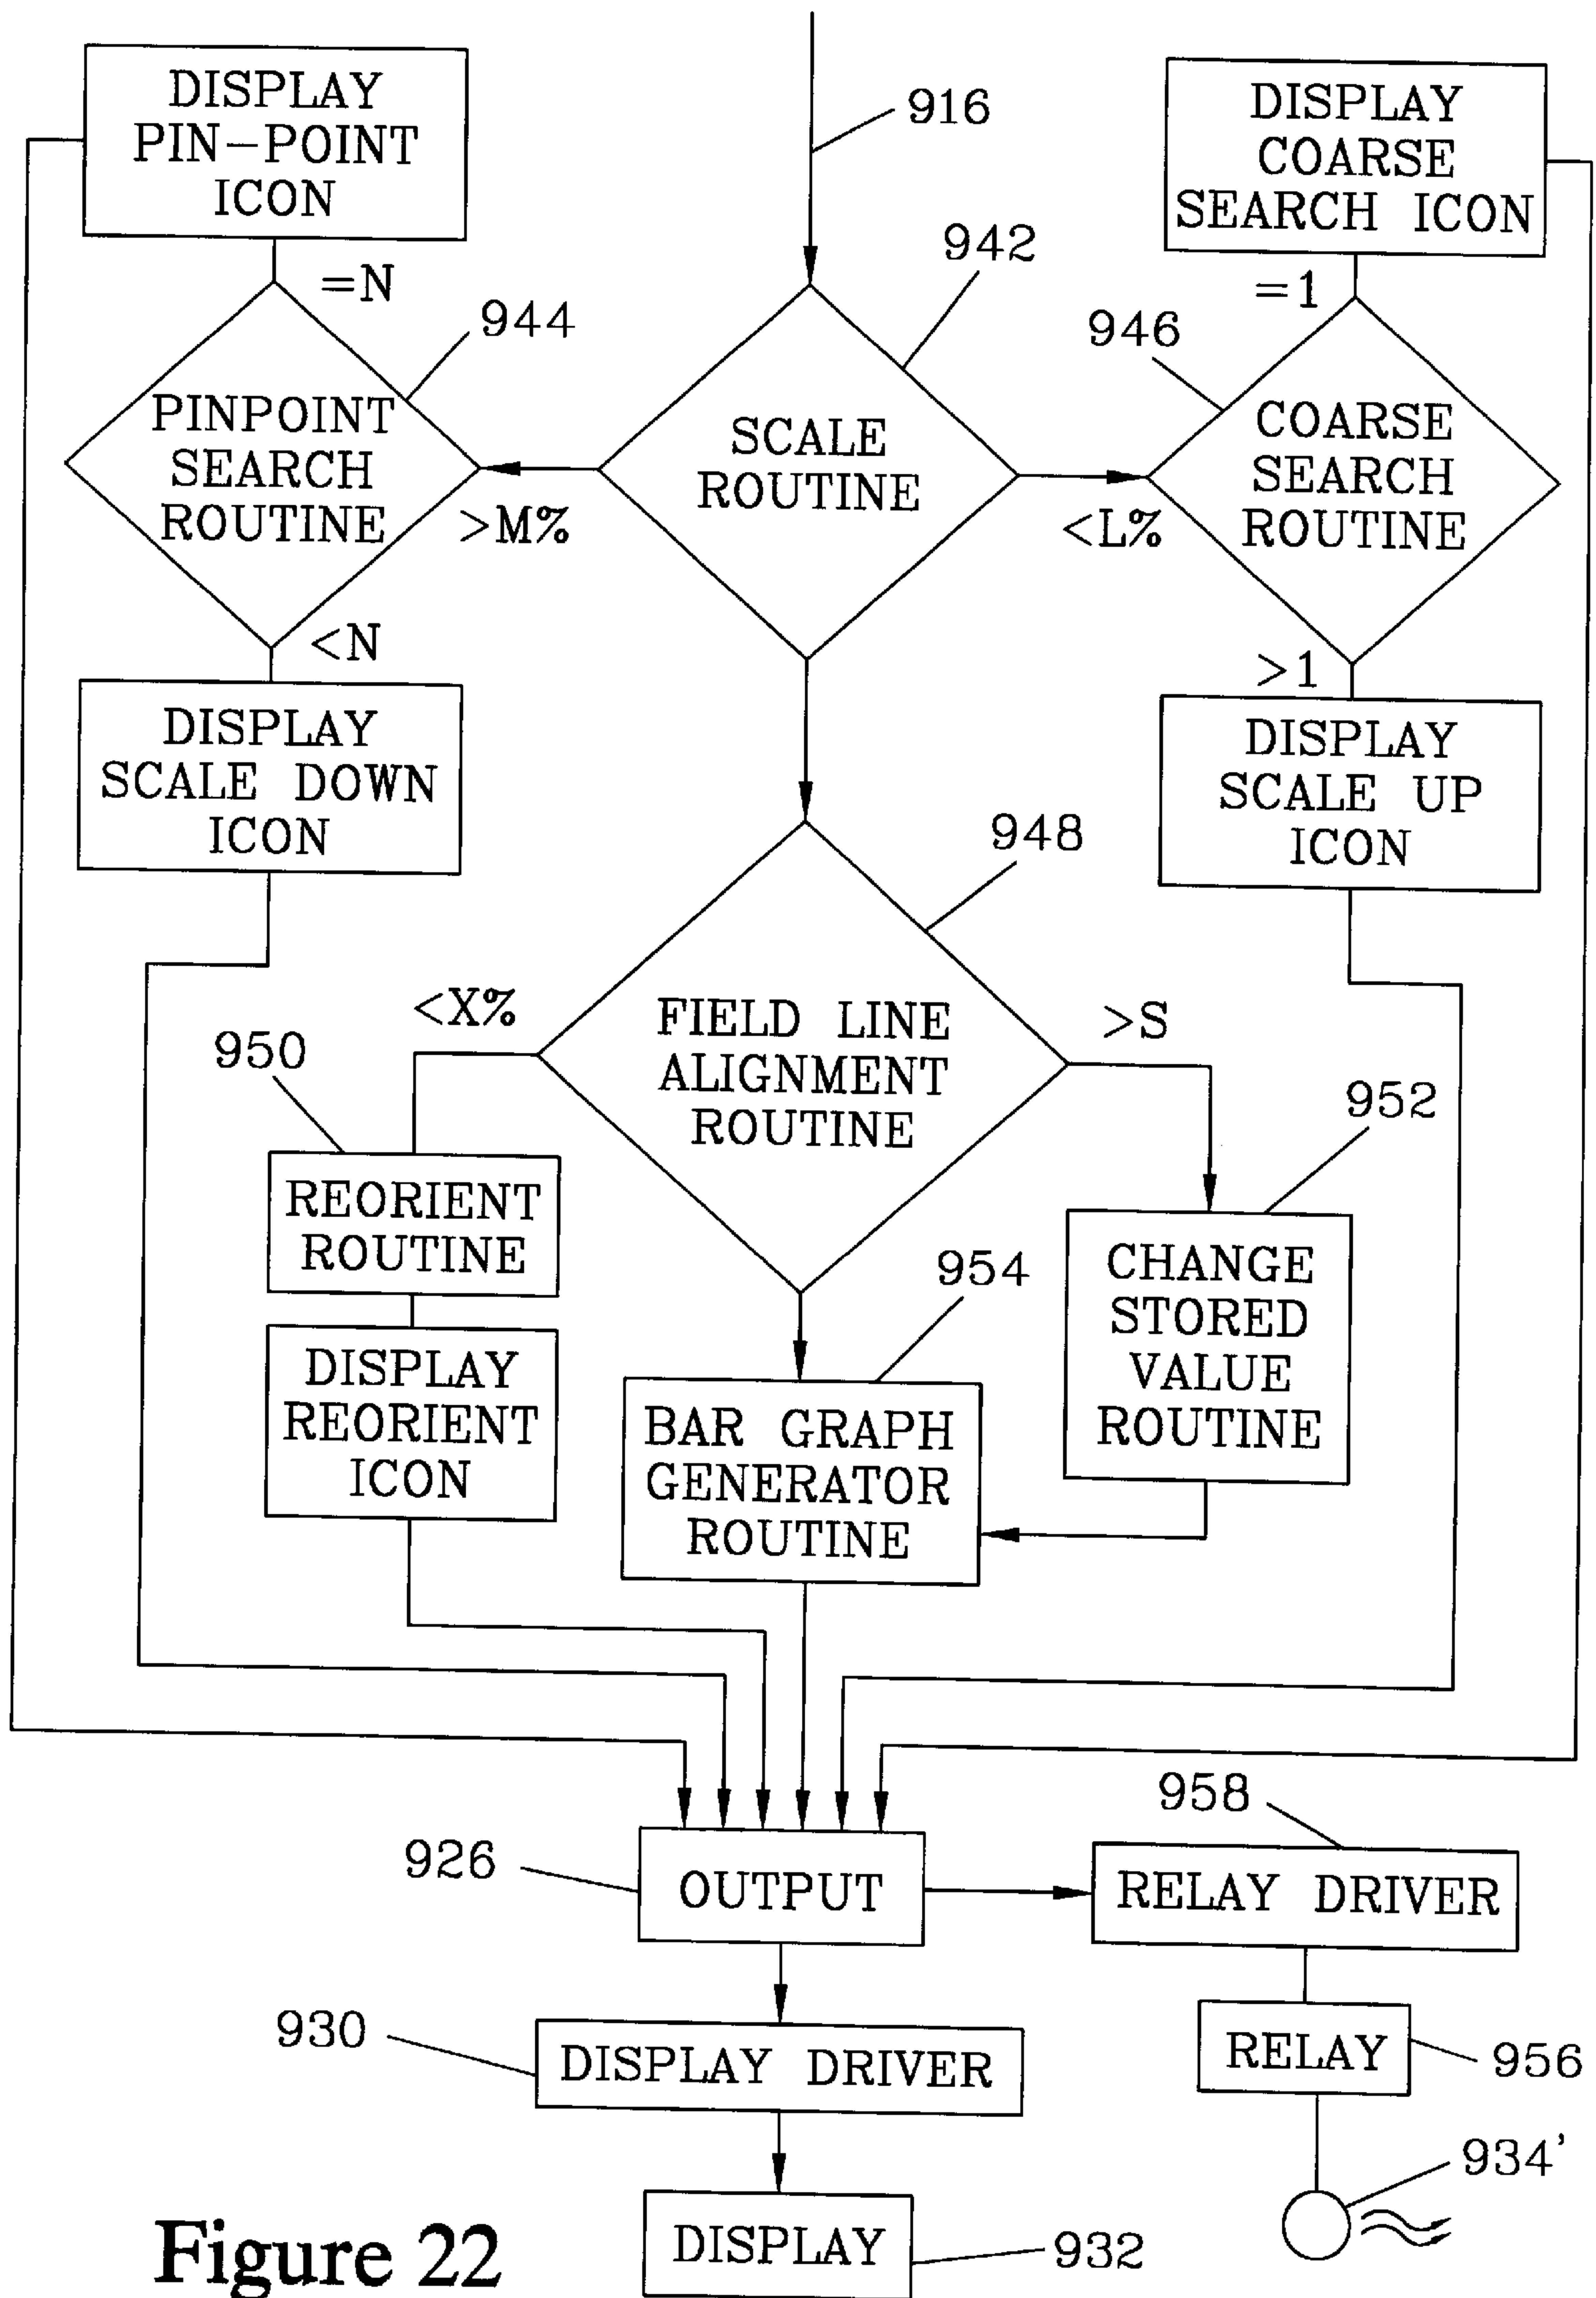 DISPLAY
PIN-POINT
ICON
916
DISPLAY
COARSE
SEARCH ICON
=N
944
942
946
=1
PINPOINT
SEARCH
ROUTINE
>M%
SCALE
ROUTINE
<L%
COARSE
SEARCH
ROUTINE
<N
>1
DISPLAY
SCALE DOWN
ICON
DISPLAY
SCALE UP
ICON
948
<X%
FIELD LINE
ALIGNMENT
ROUTINE
>S
950
952
REORIENT
ROUTINE
954
CHANGE
STORED
VALUE
ROUTINE
DISPLAY
REORIENT
ICON
BAR GRAPH
GENERATOR
ROUTINE
926
OUTPUT
958
RELAY DRIVER
930
DISPLAY DRIVER
RELAY
956
934'
DISPLAY
932
Figure 22